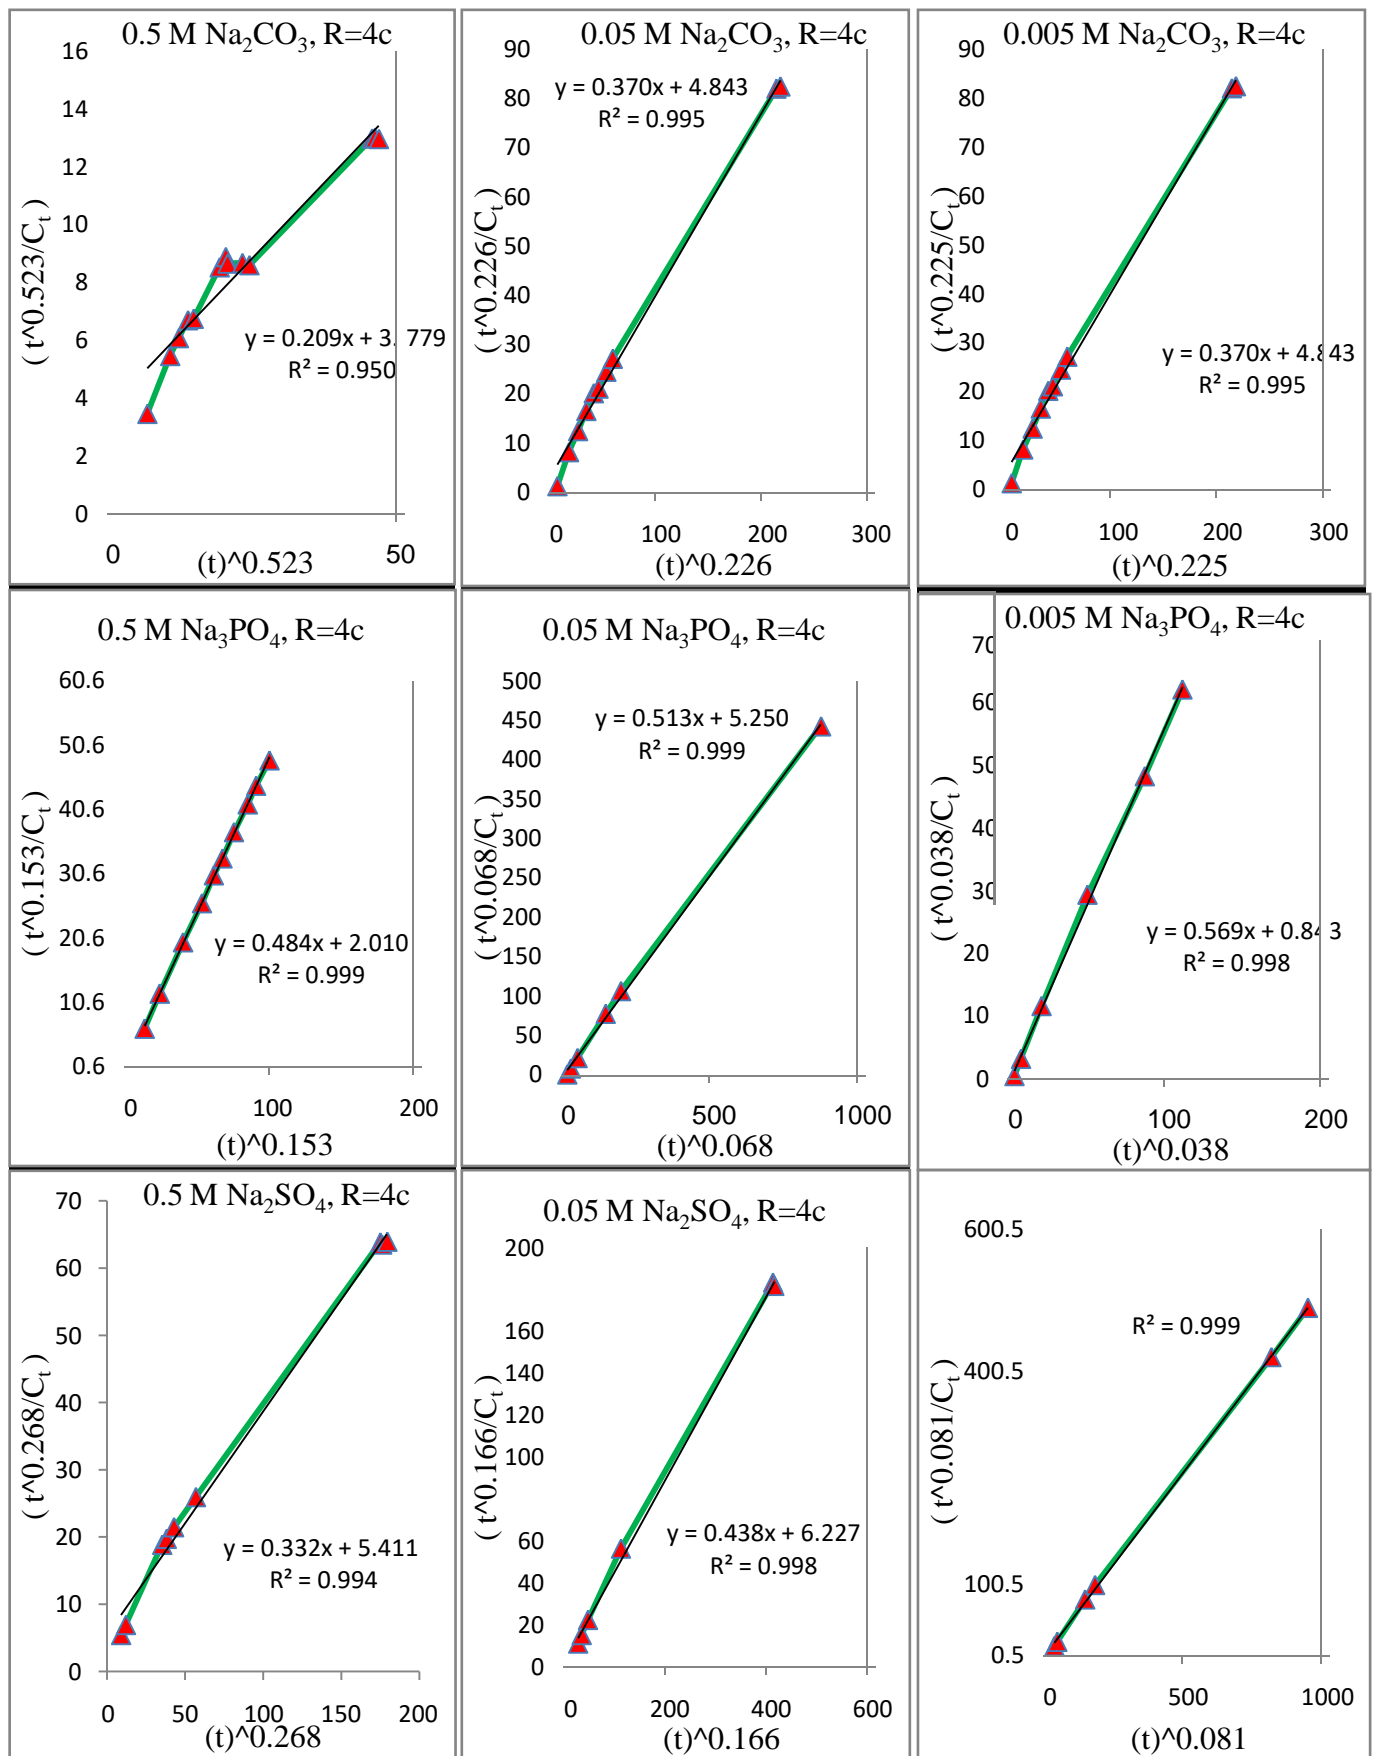 0.5 M Na₂CO₃, R=4c
16
14
12
10
8
6
4
2
0
( t^0.523/Cₜ )
y = 0.209x + 3.779
R² = 0.950
0 50
(t)^0.523
0.05 M Na₂CO₃, R=4c
90
80
70
60
50
40
30
20
10
0
( t^0.226/Cₜ )
y = 0.370x + 4.843
R² = 0.995
0 100 200 300
(t)^0.226
0.005 M Na₂CO₃, R=4c
90
80
70
60
50
40
30
20
10
0
( t^0.225/Cₜ )
y = 0.370x + 4.843
R² = 0.995
0 100 200 300
(t)^0.225
0.5 M Na₃PO₄, R=4c
60.6
50.6
40.6
30.6
20.6
10.6
0.6
( t^0.153/Cₜ )
y = 0.484x + 2.010
R² = 0.999
0 100 200
(t)^0.153
0.05 M Na₃PO₄, R=4c
500
450
400
350
300
250
200
150
100
50
0
( t^0.068/Cₜ )
y = 0.513x + 5.250
R² = 0.999
0 500 1000
(t)^0.068
0.005 M Na₃PO₄, R=4c
70
60
50
40
30
20
10
0
( t^0.038/Cₜ )
y = 0.569x + 0.843
R² = 0.998
0 100 200
(t)^0.038
0.5 M Na₂SO₄, R=4c
70
60
50
40
30
20
10
0
( t^0.268/Cₜ )
y = 0.332x + 5.411
R² = 0.994
0 50 100 150 200
(t)^0.268
0.05 M Na₂SO₄, R=4c
200
160
140
120
100
60
40
20
0
( t^0.166/Cₜ )
y = 0.438x + 6.227
R² = 0.998
0 200 400 600
(t)^0.166
600.5
400.5
100.5
0.5
( t^0.081/Cₜ )
R² = 0.999
0 500 1000
(t)^0.081